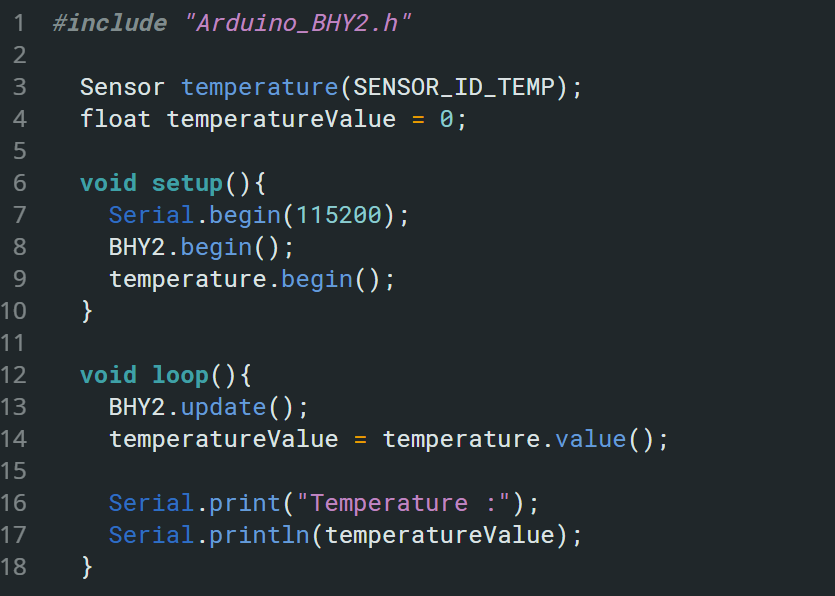 1 #include "Arduino_BHY2.h"
2
3 Sensor temperature(SENSOR_ID_TEMP);
4 float temperatureValue = 0;
5
6 void setup(){
7 Serial.begin(115200);
8 BHY2.begin();
9 temperature.begin();
10 }
11
12 void loop(){
13 BHY2.update();
14 temperatureValue = temperature.value();
15
16 Serial.print("Temperature :");
17 Serial.println(temperatureValue);
18 }